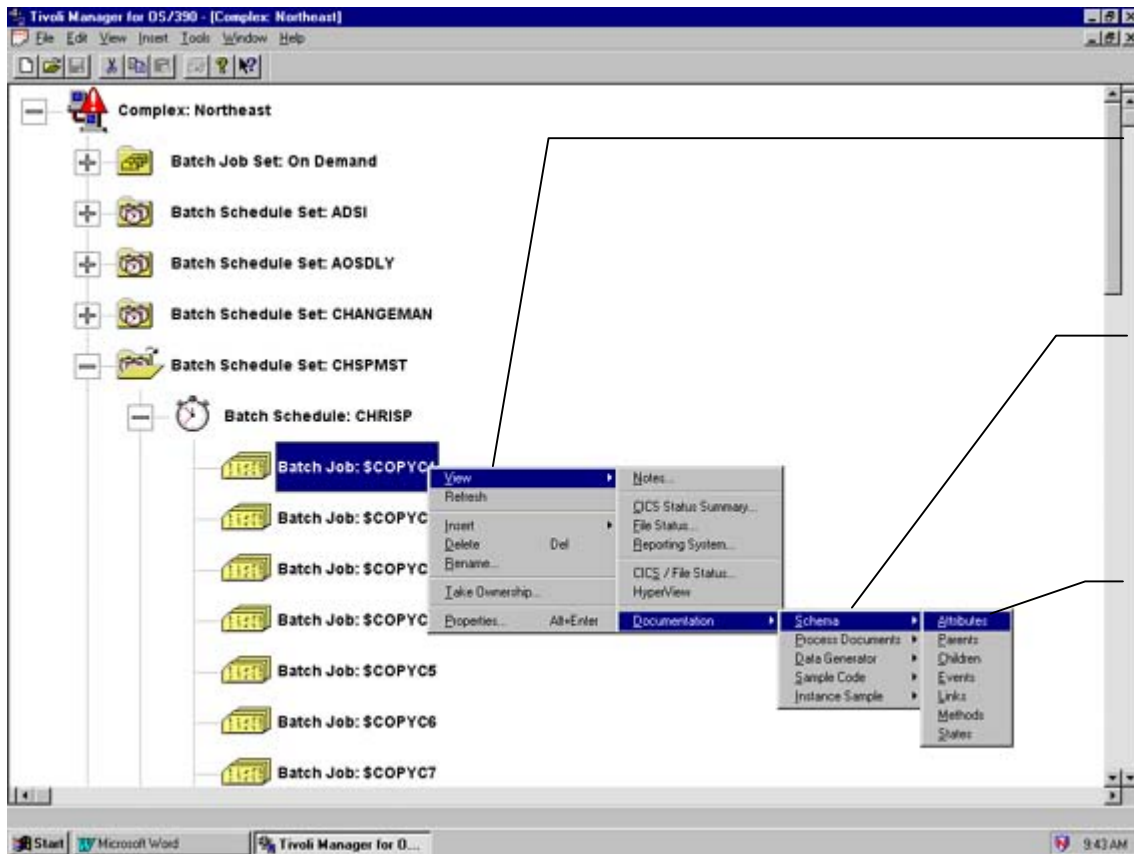 Tivoli Manager for OS/390 - [Complex: Northeast]
File Edit View Insert Tools Window Help
Complex: Northeast
Batch Job Set: On Demand
Batch Schedule Set: ADSI
Batch Schedule Set: AOSDLY
Batch Schedule Set: CHANGEMAN
Batch Schedule Set: CHSPMST
Batch Schedule: CHRISP
Batch Job: $COPYC
Batch Job: $COPYC
Batch Job: $COPYC
Batch Job: $COPYC
Batch Job: $COPYC5
Batch Job: $COPYC6
Batch Job: $COPYC7
View
Refresh
Insert
Delete Del
Rename...
Take Ownership...
Properties... Alt+Enter
Notes...
CICS Status Summary...
File Status...
Reporting System...
CICS / File Status...
HyperView
Documentation
Schema
Process Documents
Data Generator
Sample Code
Instance Sample
Attributes
Parents
Children
Events
Links
Methods
States
Start Microsoft Word Tivoli Manager for O... 9:43 AM